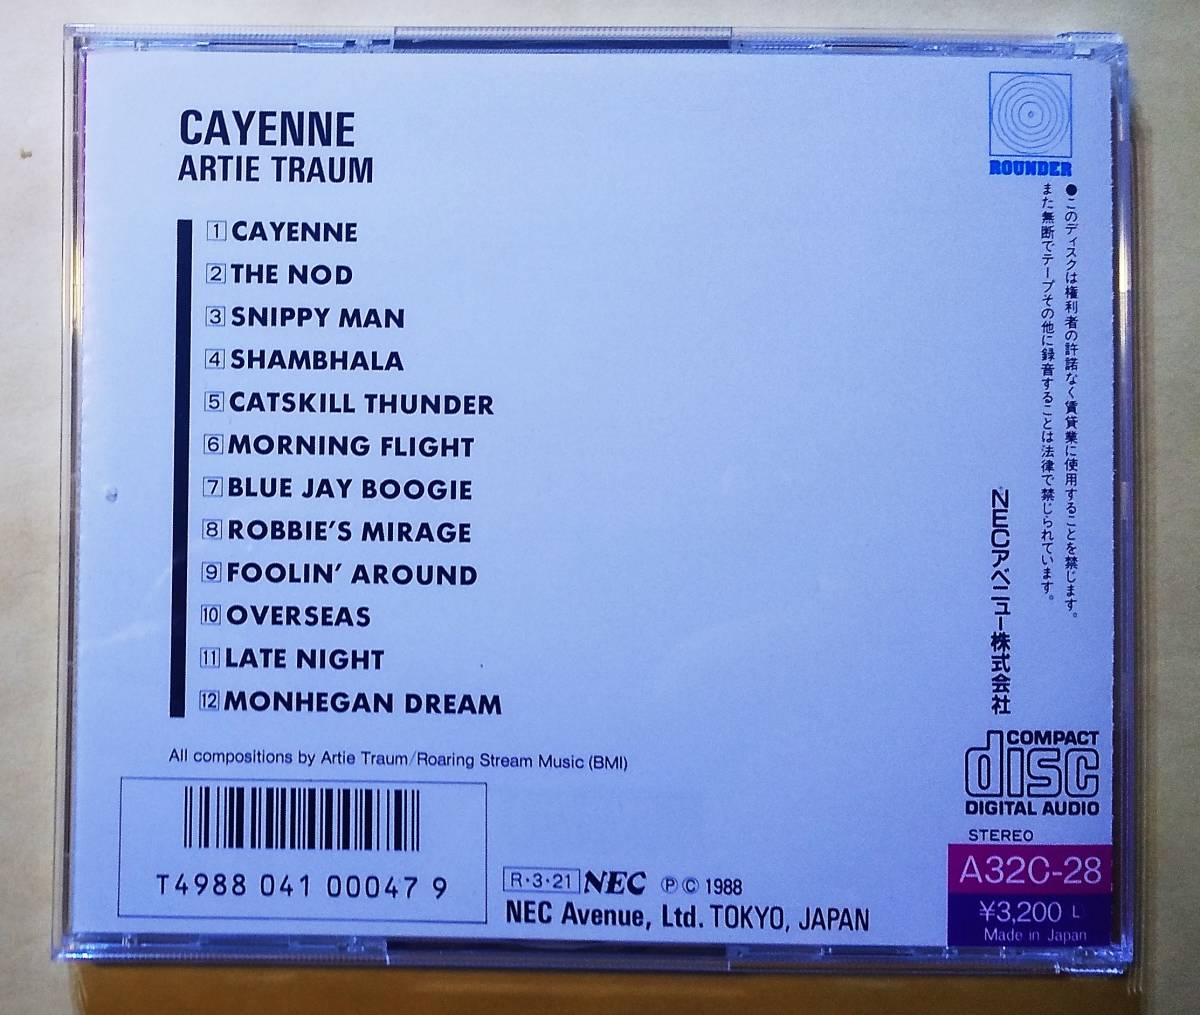 CAYENNE
ARTIE TRAUM
1 CAYENNE
2 THE NOD
3 SNIPPY MAN
4 SHAMBHALA
5 CATSKILL THUNDER
6 MORNING FLIGHT
7 BLUE JAY BOOGIE
8 ROBBIE'S MIRAGE
9 FOOLIN' AROUND
10 OVERSEAS
11 LATE NIGHT
12 MONHEGAN DREAM
All compositions by Artie Traum/Roaring Stream Music (BMI)
T4988 041 00047 9
R・3・21 NEC ⓅⒸ 1988
NEC Avenue, Ltd. TOKYO, JAPAN
ROUNDER
●このディスクは権利者の許諾なく賃貸業に使用することを禁じます。
また無断でテープその他に録音することは法律で禁じられています。
NECアベニュー株式会社
COMPACT
disc
DIGITAL AUDIO
STEREO
A32C-28
¥3,200 L
Made in Japan